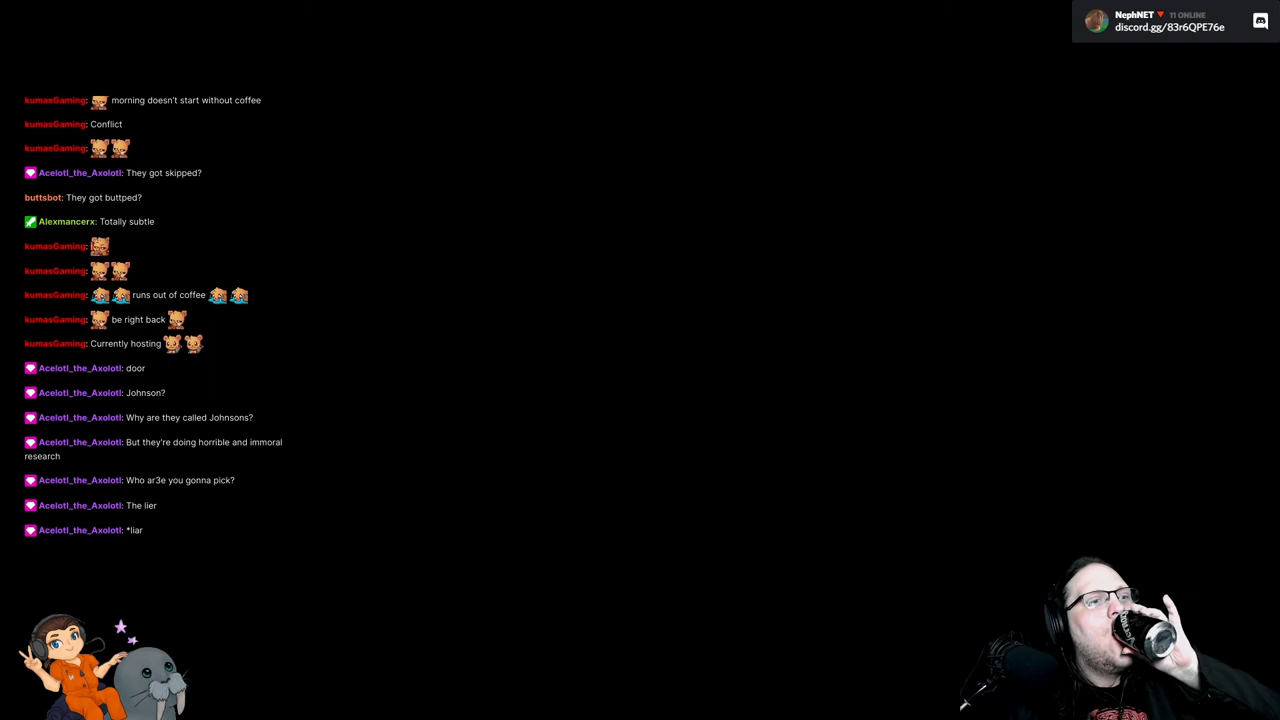 NephNET 11 ONLINE
discord.gg/83r6QPE76e
kumasGaming: morning doesn't start without coffee
kumasGaming: Conflict
kumasGaming:
Acelotl_the_Axolotl: They got skipped?
buttsbot: They got buttped?
Alexmancerx: Totally subtle
kumasGaming:
kumasGaming:
kumasGaming: runs out of coffee
kumasGaming: be right back
kumasGaming: Currently hosting
Acelotl_the_Axolotl: door
Acelotl_the_Axolotl: Johnson?
Acelotl_the_Axolotl: Why are they called Johnsons?
Acelotl_the_Axolotl: But they're doing horrible and immoral
research
Acelotl_the_Axolotl: Who ar3e you gonna pick?
Acelotl_the_Axolotl: The lier
Acelotl_the_Axolotl: *liar